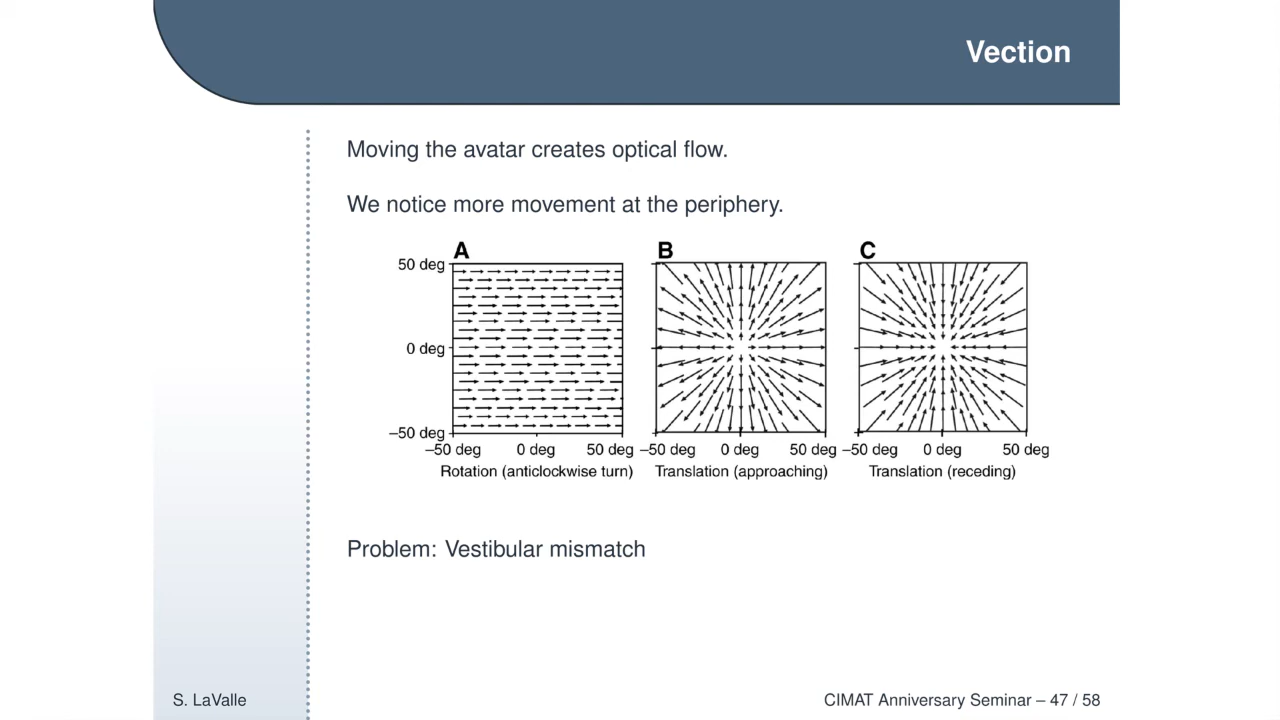 Vection
Moving the avatar creates optical flow.
We notice more movement at the periphery.
A B C
50 deg
0 deg
–50 deg
–50 deg 0 deg 50 deg –50 deg 0 deg 50 deg –50 deg 0 deg 50 deg
Rotation (anticlockwise turn) Translation (approaching) Translation (receding)
Problem: Vestibular mismatch
S. LaValle CIMAT Anniversary Seminar – 47 / 58